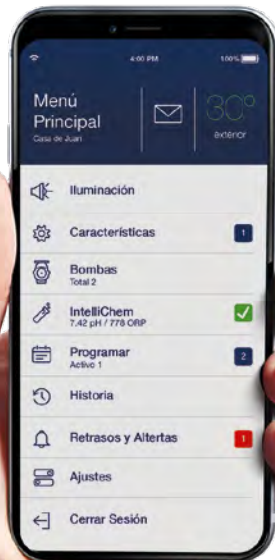 4:00 PM
100%
Menú
Principal
Casa de Juan
30°
exterior
Iluminación
Características
1
Bombas
Total 2
IntelliChem
7.42 pH / 778 ORP
Programar
Activo 1
2
Historia
Retrasos y Altertas
1
Ajustes
Cerrar Sesión